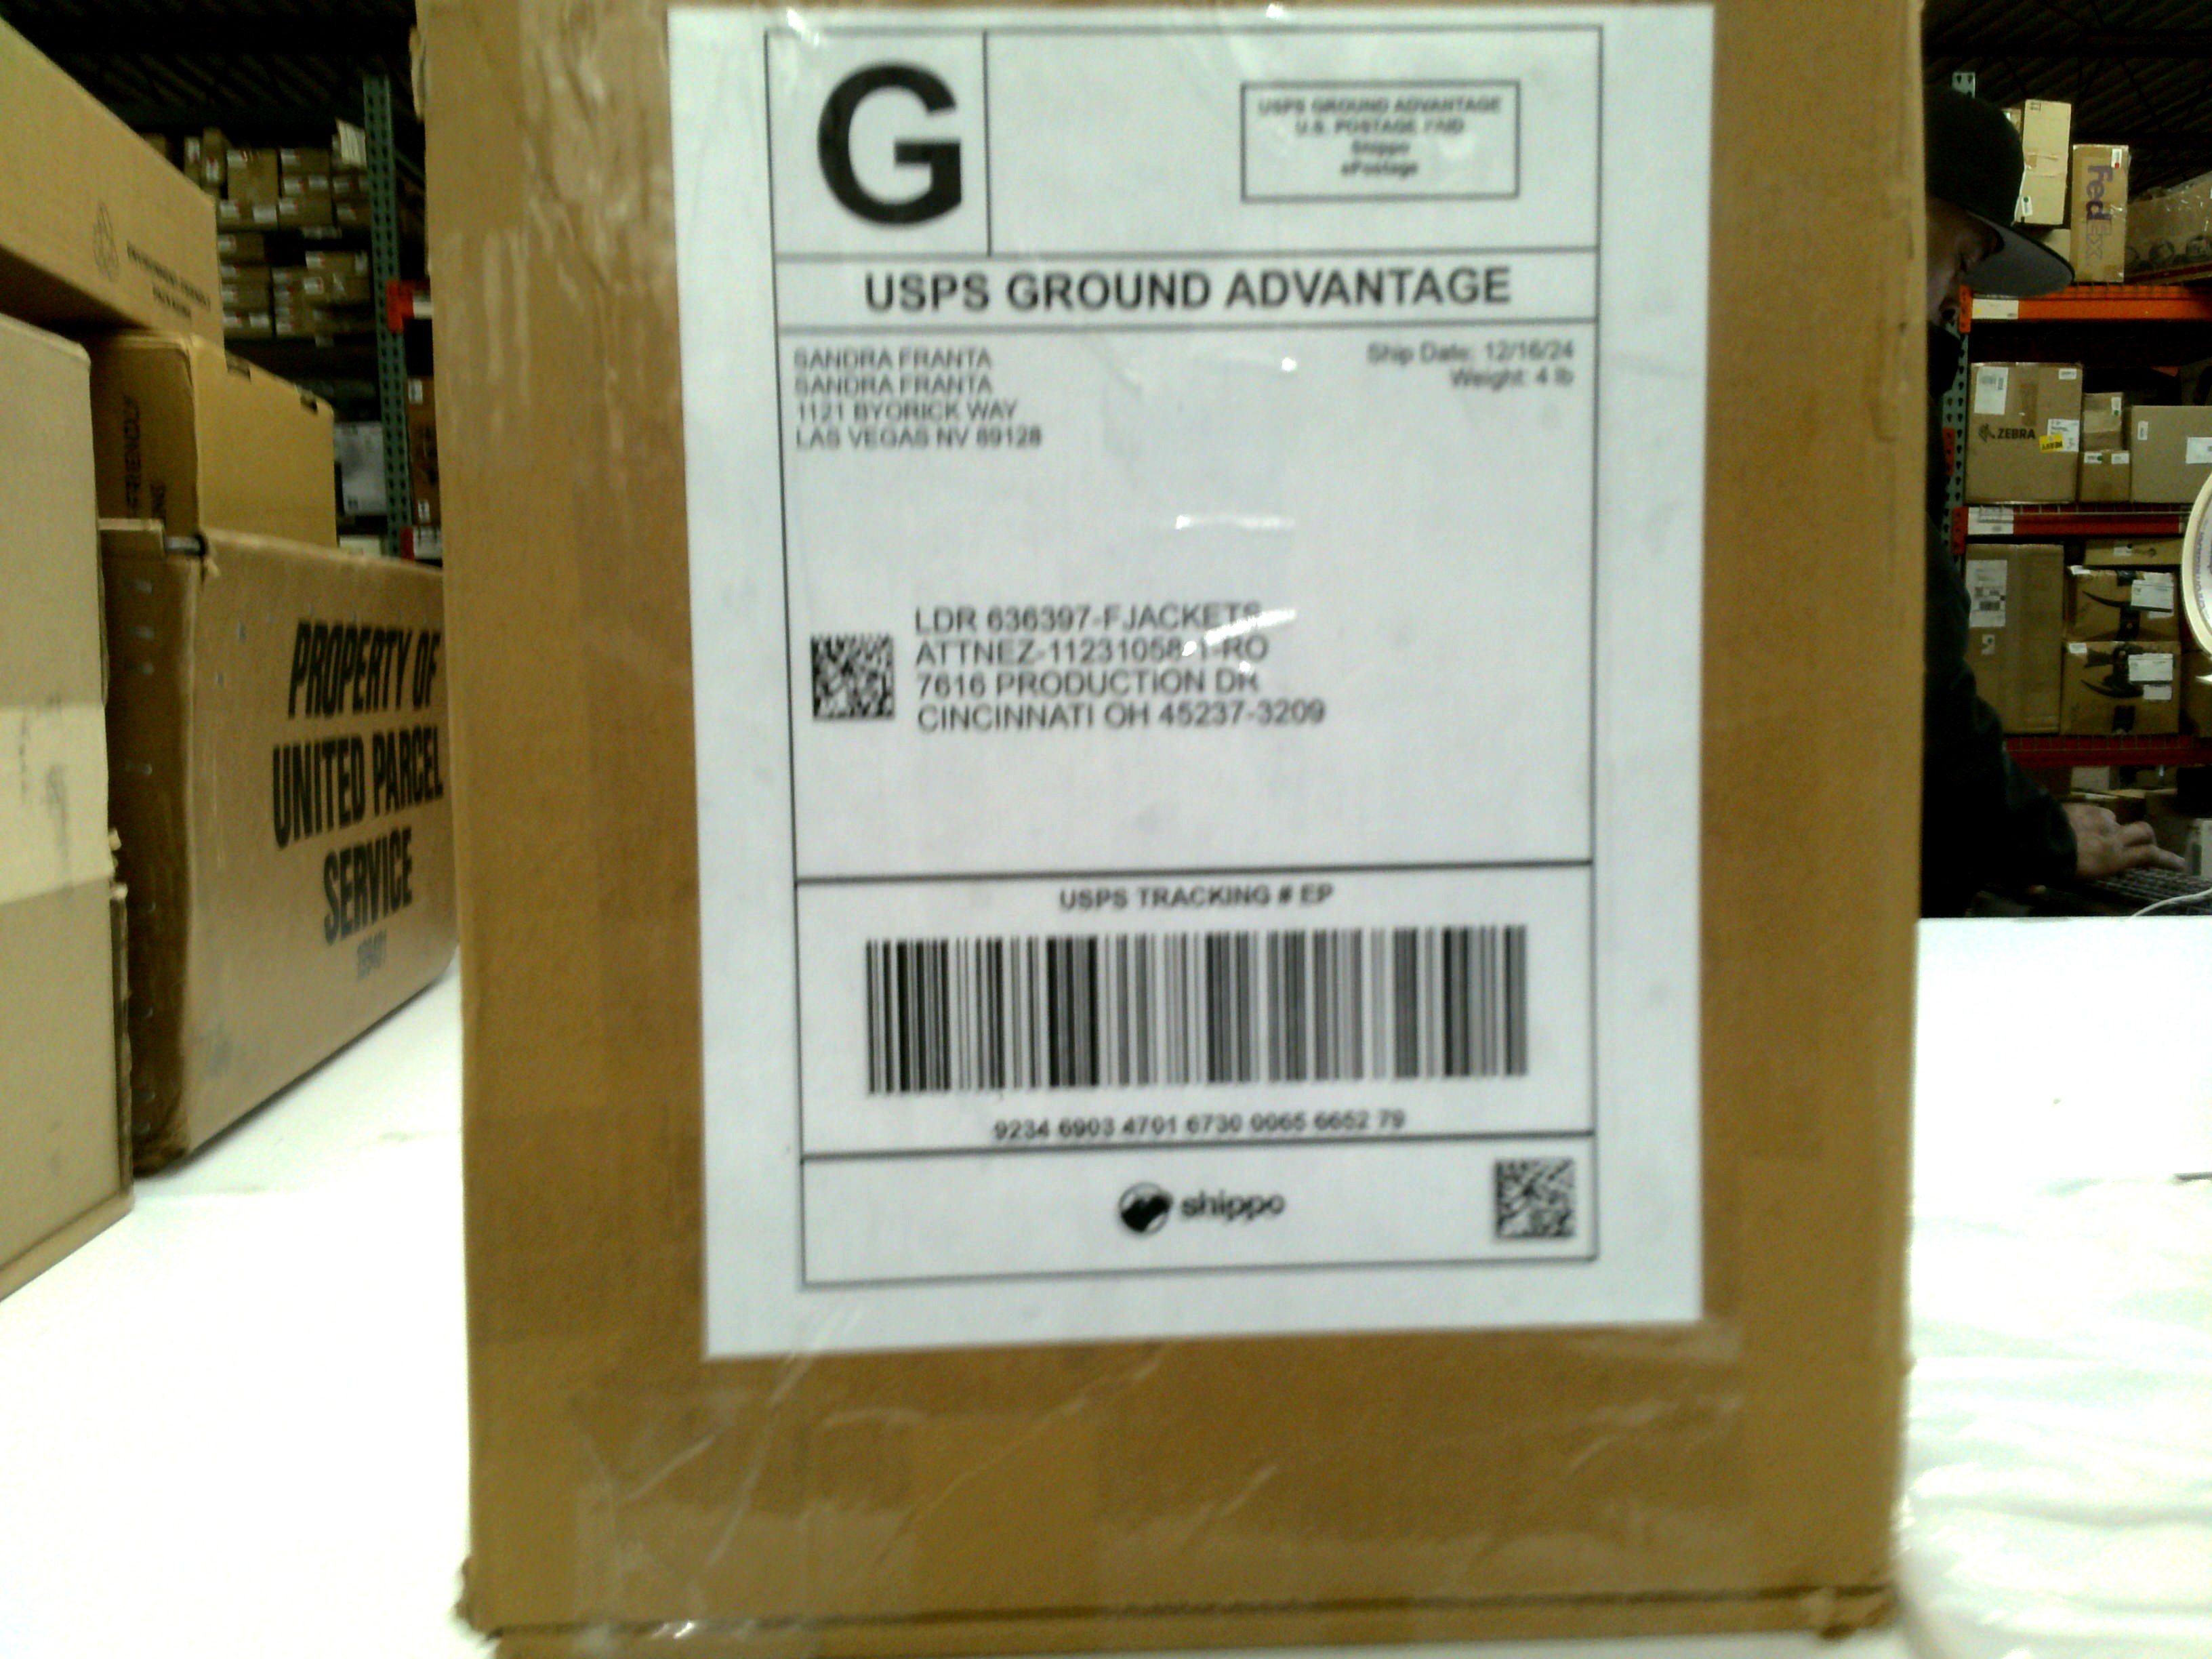 G
USPS GROUND ADVANTAGE
U.S. POSTAGE PAID
Shippo
ePostage
USPS GROUND ADVANTAGE
SANDRA FRANTA
SANDRA FRANTA
1121 BYORICK WAY
LAS VEGAS NV 89128
Ship Date: 12/16/24
Weight: 4 lb
LDR 636397-FJACKETS
ATTNEZ-11231058-1-RO
7616 PRODUCTION DR
CINCINNATI OH 45237-3209
USPS TRACKING # EP
9234 6903 4701 6730 0065 6652 79
shippo
PROPERTY OF
UNITED PARCEL
SERVICE
FRIENDLY
FedEx
ZEBRA